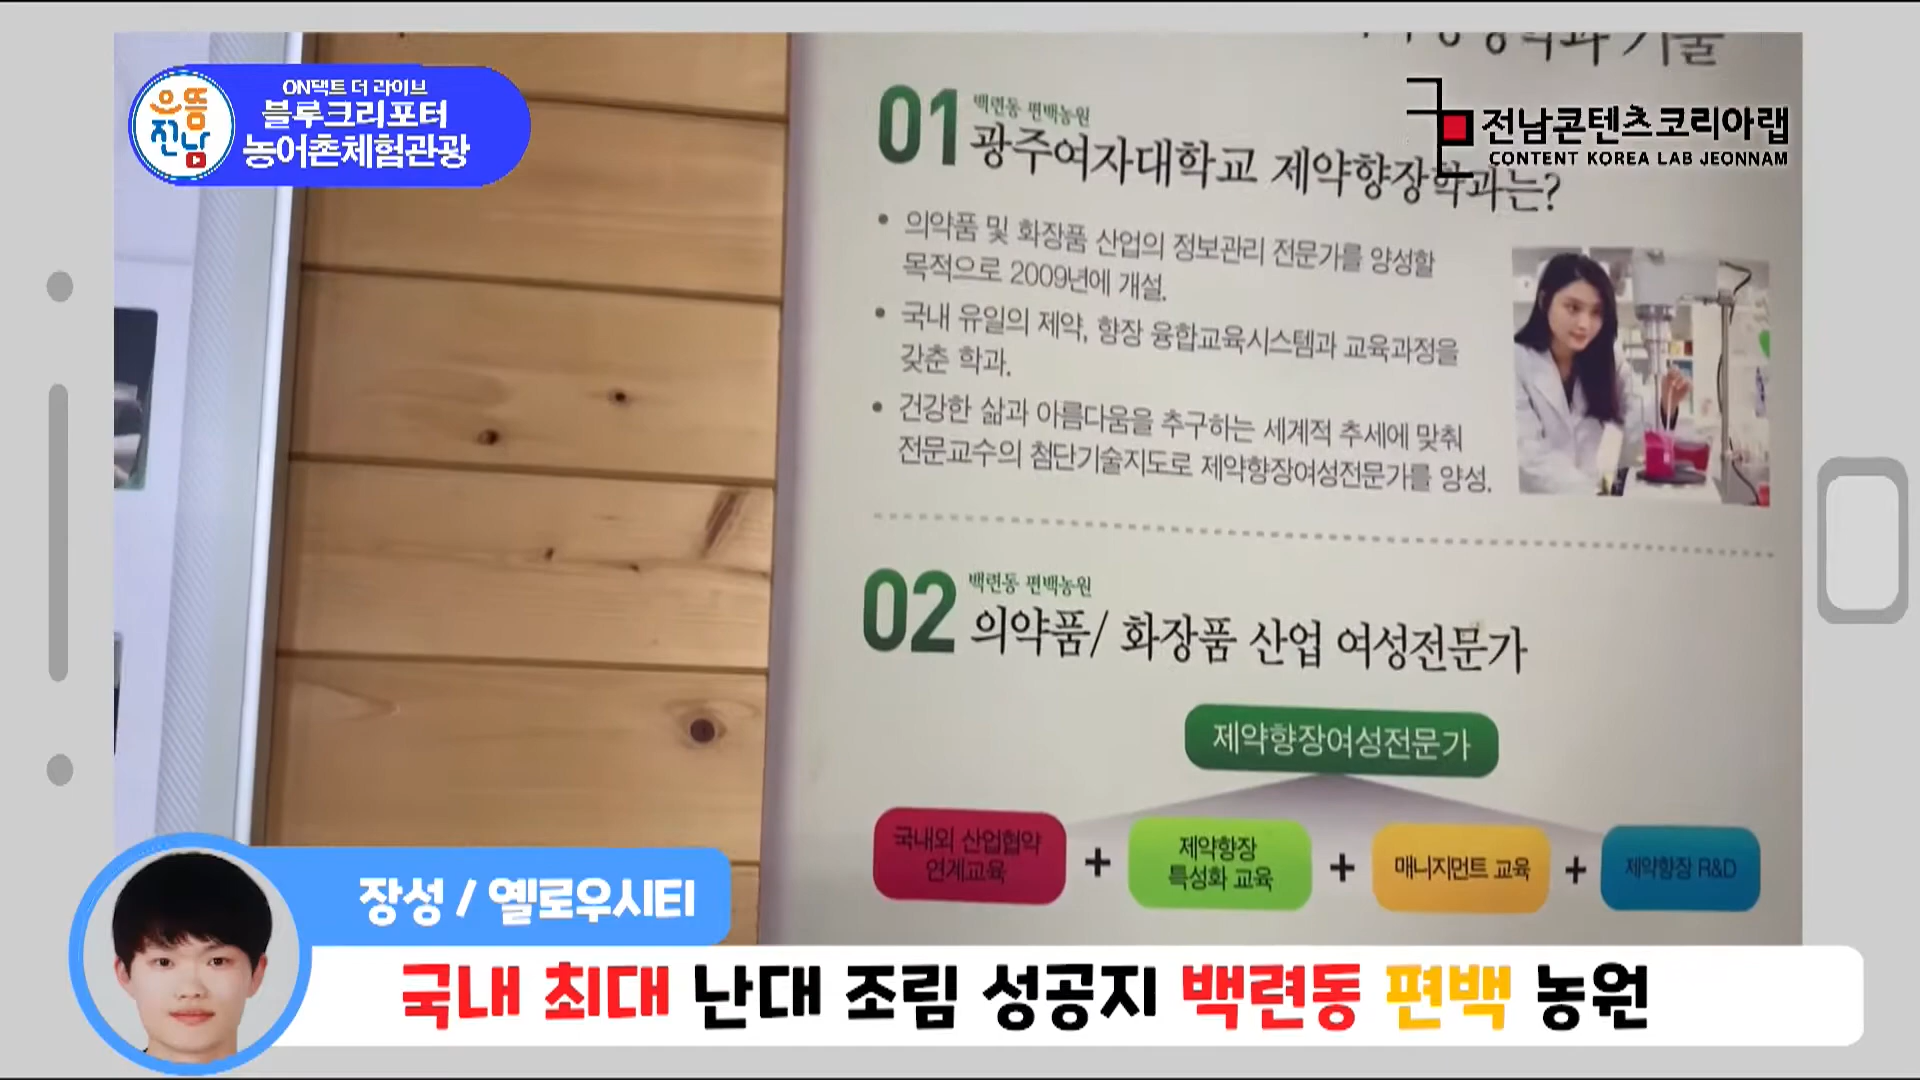 으뜸
전남
ON택트 더 라이브
블루크리포터
농어촌체험관광
전남콘텐츠코리아랩
CONTENT KOREA LAB JEONNAM
01 백련동 편백농원
광주여자대학교 제약향장학과는?
• 의약품 및 화장품 산업의 정보관리 전문가를 양성할
목적으로 2009년에 개설.
• 국내 유일의 제약, 향장 융합교육시스템과 교육과정을
갖춘 학과.
• 건강한 삶과 아름다움을 추구하는 세계적 추세에 맞춰
전문교수의 첨단기술지도로 제약향장여성전문가를 양성.
02 백련동 편백농원
의약품/ 화장품 산업 여성전문가
제약향장여성전문가
국내외 산업협약
연계교육
+
제약향장
특성화 교육
+
매니지먼트 교육
+
제약향장 R&D
장성 / 옐로우시티
국내 최대 난대 조림 성공지 백련동 편백 농원